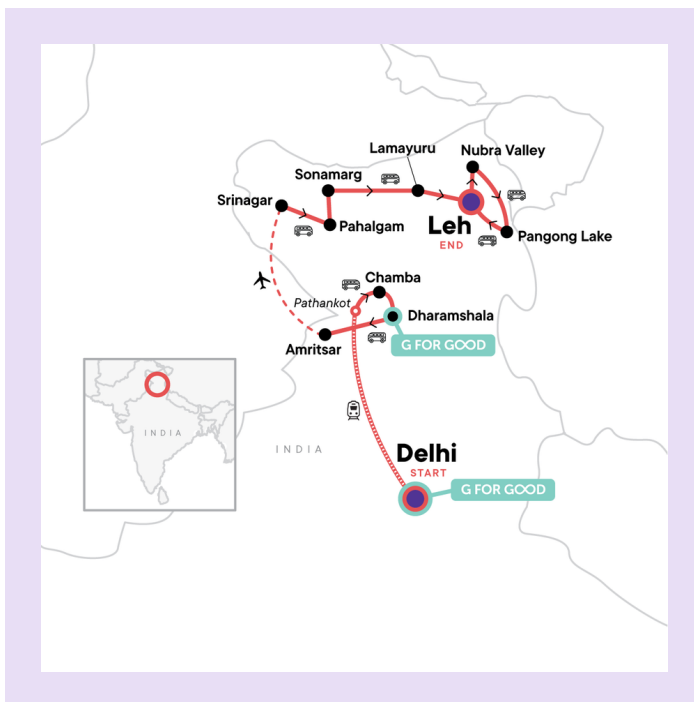 Lamayuru
Nubra Valley
Sonamarg
Srinagar
Pahalgam
Leh
END
Pangong Lake
Chamba
Pathankot
Dharamshala
Amritsar
G FOR GOOD
INDIA
INDIA
Delhi
START
G FOR GOOD